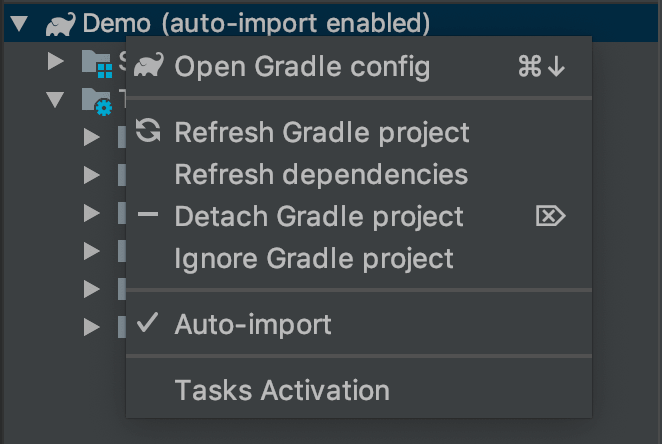 Demo (auto-import enabled)
Open Gradle config ⌘↓
Refresh Gradle project
Refresh dependencies
Detach Gradle project ⌦
Ignore Gradle project
Auto-import
Tasks Activation